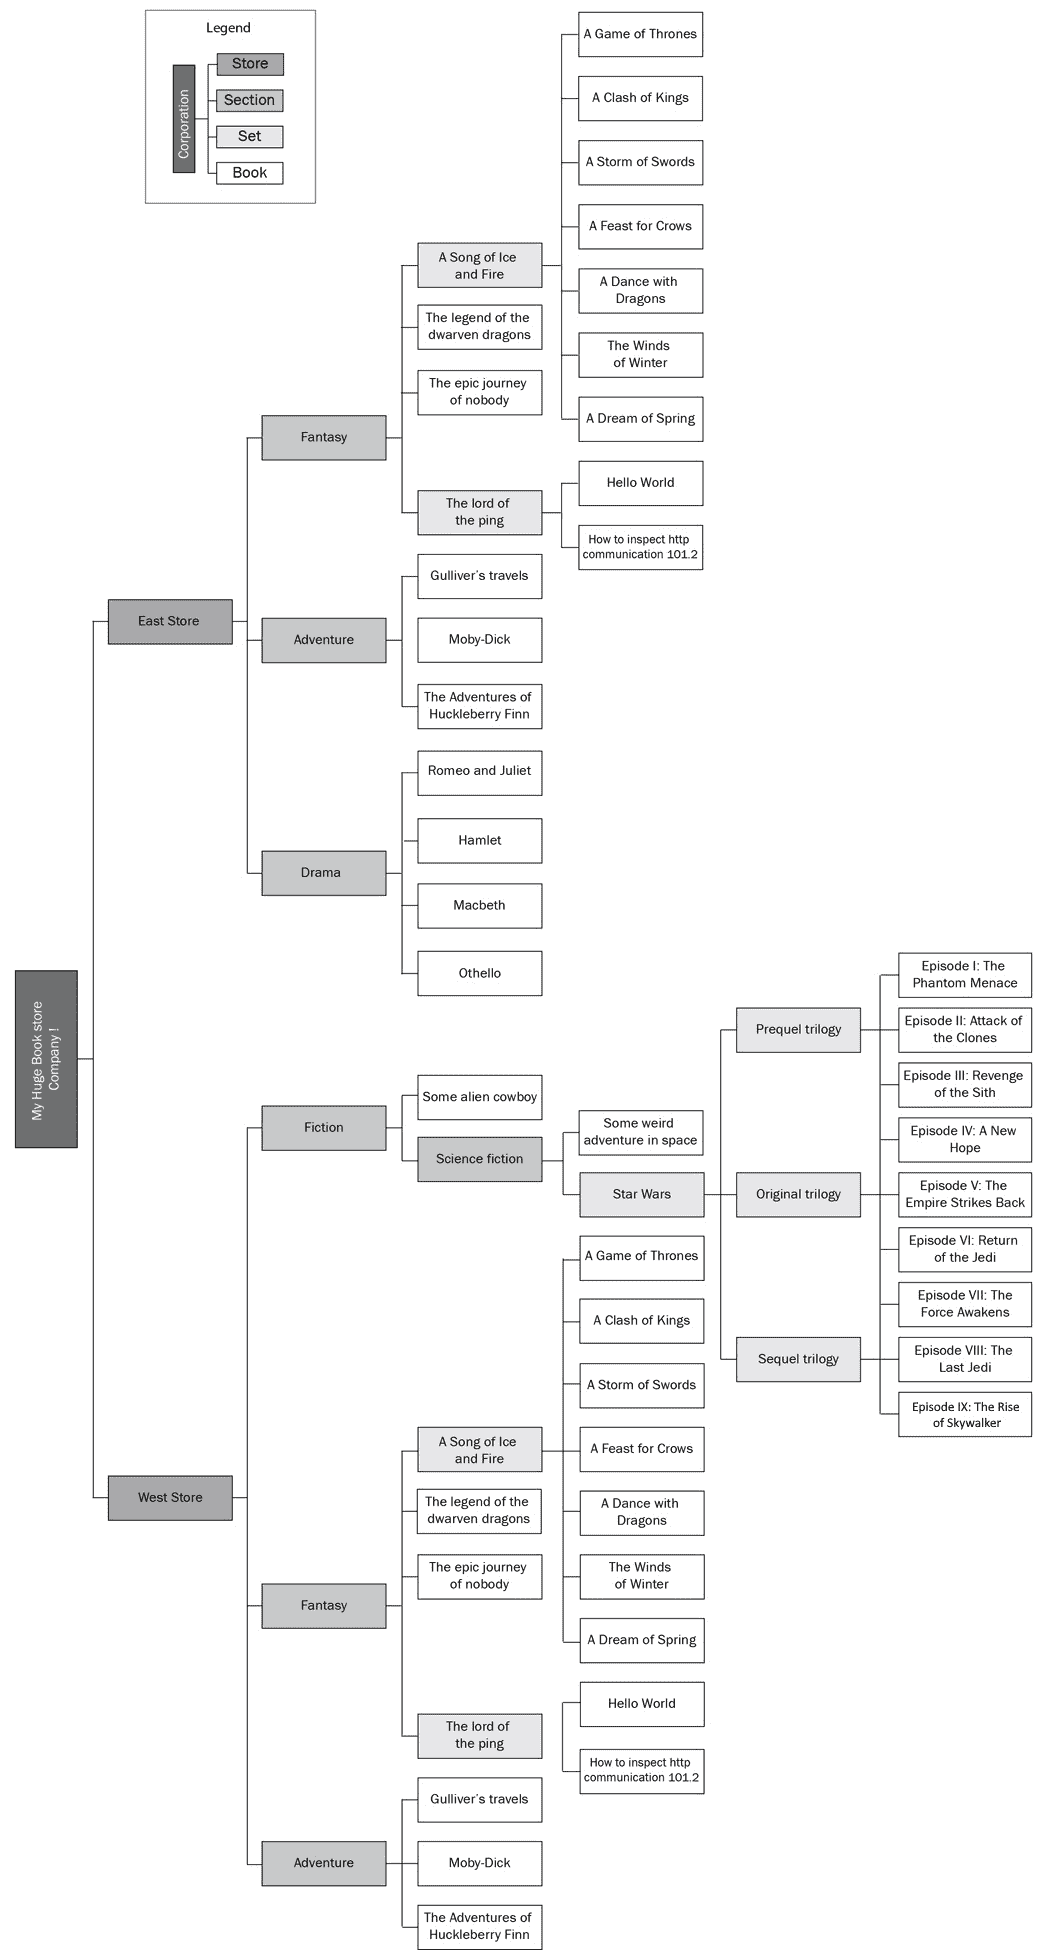 Legend
Corporation
Store
Section
Set
Book
My Huge Book store
Company !
East Store
Fantasy
A Song of Ice
and Fire
A Game of Thrones
A Clash of Kings
A Storm of Swords
A Feast for Crows
A Dance with
Dragons
The Winds
of Winter
A Dream of Spring
The legend of the
dwarven dragons
The epic journey
of nobody
The lord of
the ping
Hello World
How to inspect http
communication 101.2
Adventure
Gulliver's travels
Moby-Dick
The Adventures of
Huckleberry Finn
Drama
Romeo and Juliet
Hamlet
Macbeth
Othello
West Store
Fiction
Some alien cowboy
Science fiction
Some weird
adventure in space
Star Wars
Prequel trilogy
Episode I: The
Phantom Menace
Episode II: Attack of
the Clones
Episode III: Revenge
of the Sith
Original trilogy
Episode IV: A New
Hope
Episode V: The
Empire Strikes Back
Episode VI: Return
of the Jedi
Sequel trilogy
Episode VII: The
Force Awakens
Episode VIII: The
Last Jedi
Episode IX: The Rise
of Skywalker
Fantasy
A Song of Ice
and Fire
A Game of Thrones
A Clash of Kings
A Storm of Swords
A Feast for Crows
A Dance with
Dragons
The Winds
of Winter
A Dream of Spring
The legend of the
dwarven dragons
The epic journey
of nobody
The lord of
the ping
Hello World
How to inspect http
communication 101.2
Adventure
Gulliver's travels
Moby-Dick
The Adventures of
Huckleberry Finn